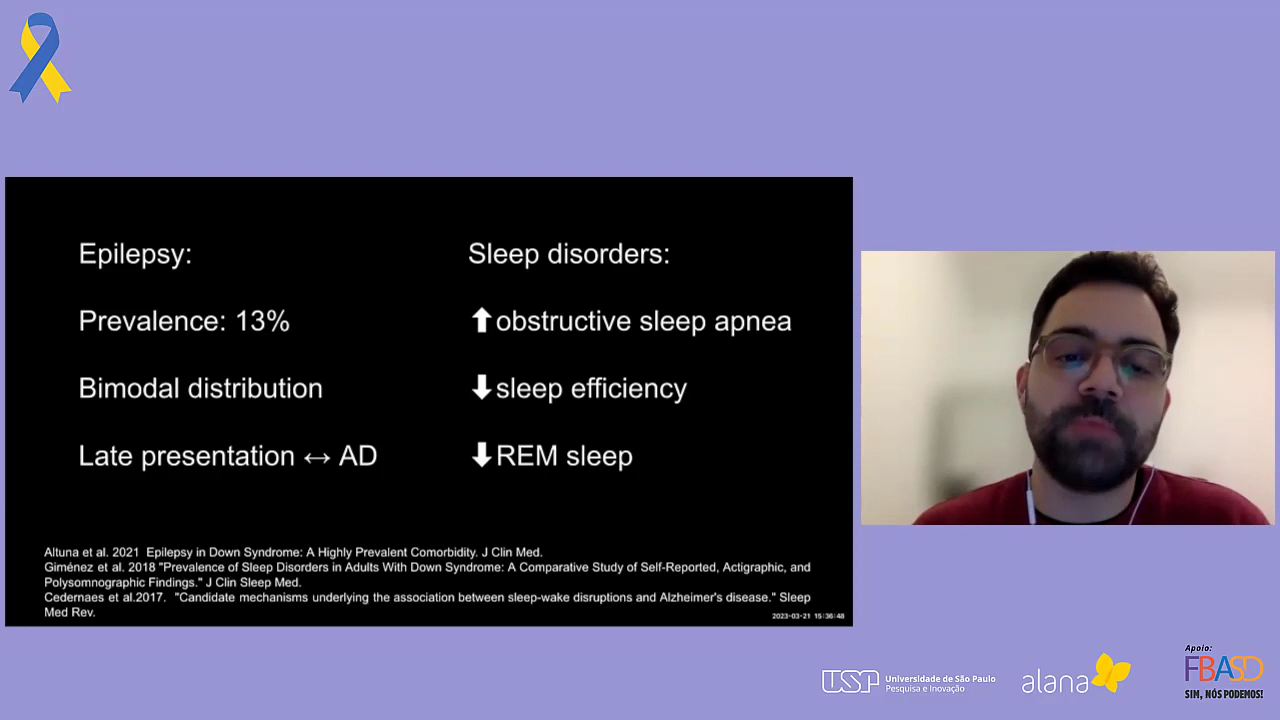 Epilepsy:
Prevalence: 13%
Bimodal distribution
Late presentation ↔ AD
Sleep disorders:
⬆obstructive sleep apnea
⬇sleep efficiency
⬇REM sleep
Altuna et al. 2021 Epilepsy in Down Syndrome: A Highly Prevalent Comorbidity. J Clin Med.
Giménez et al. 2018 "Prevalence of Sleep Disorders in Adults With Down Syndrome: A Comparative Study of Self-Reported, Actigraphic, and
Polysomnographic Findings." J Clin Sleep Med.
Cedernaes et al.2017. "Candidate mechanisms underlying the association between sleep-wake disruptions and Alzheimer's disease." Sleep
Med Rev.
2023-03-21 15:36:48
USP Universidade de São Paulo
Pesquisa e Inovação
alana
Apoio:
FBASD
SIM, NÓS PODEMOS!